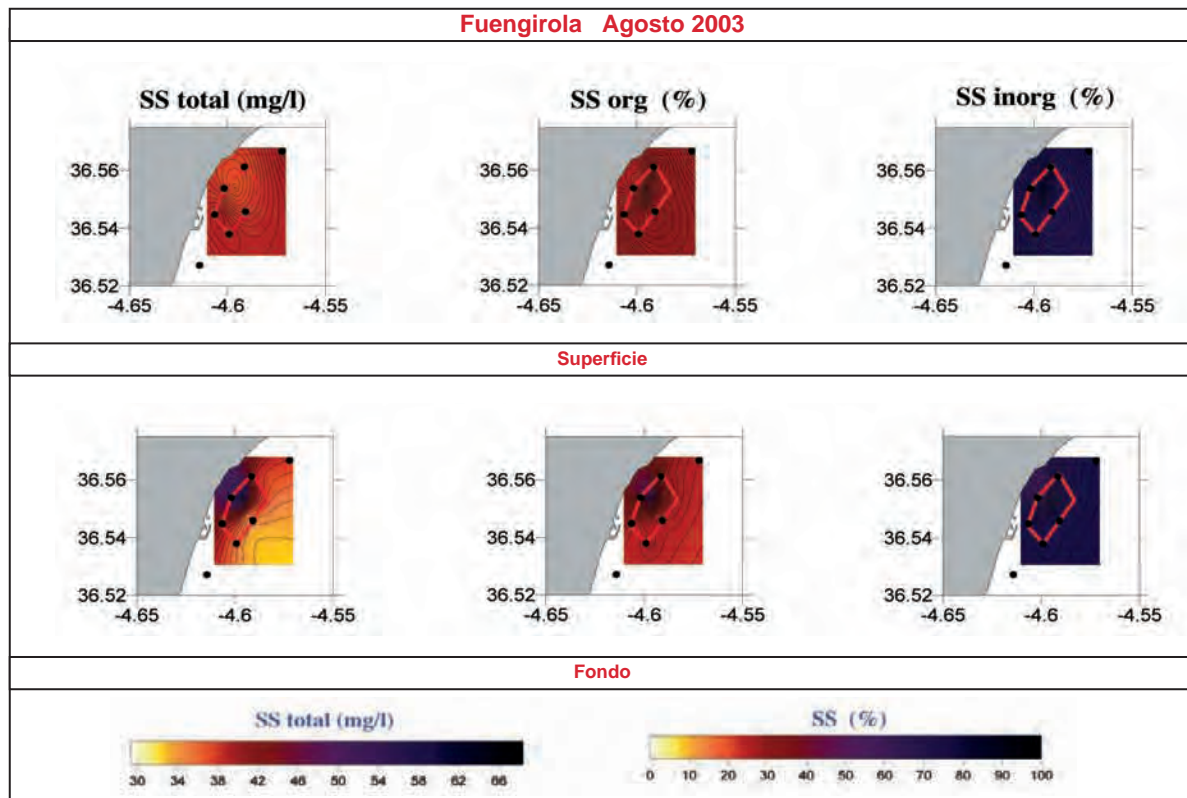 Fuengirola Agosto 2003
SS total (mg/l) SS org (%) SS inorg (%)
36.56 36.56 36.56
36.54 36.54 36.54
36.52 36.52 36.52
-4.65 -4.6 -4.55 -4.65 -4.6 -4.55 -4.65 -4.6 -4.55
Superficie
36.56 36.56 36.56
36.54 36.54 36.54
36.52 36.52 36.52
-4.65 -4.6 -4.55 -4.65 -4.6 -4.55 -4.65 -4.6 -4.55
Fondo
SS total (mg/l) SS (%)
30 34 38 42 46 50 54 58 62 66 0 10 20 30 40 50 60 70 80 90 100